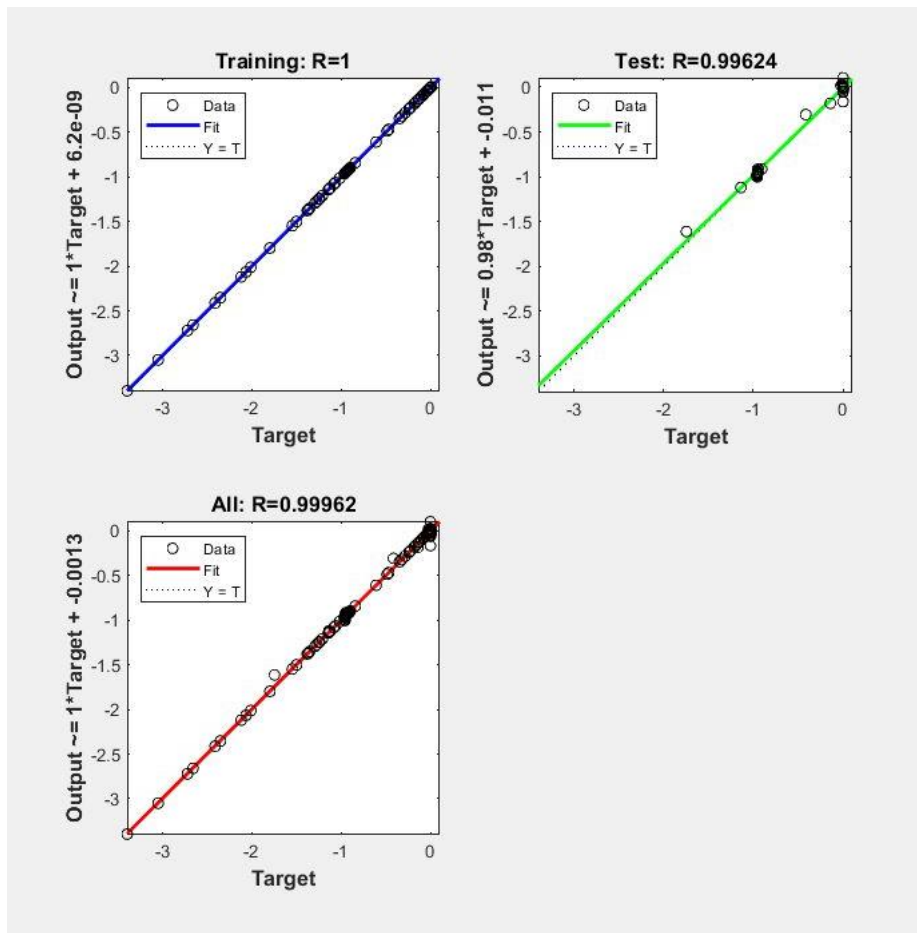 Training: R=1
Output ~= 1*Target + 6.2e-09
0
-0.5
-1
-1.5
-2
-2.5
-3
Data
Fit
Y = T
-3 -2 -1 0
Target
Test: R=0.99624
Output ~= 0.98*Target + -0.011
0
-0.5
-1
-1.5
-2
-2.5
-3
Data
Fit
Y = T
-3 -2 -1 0
Target
All: R=0.99962
Output ~= 1*Target + -0.0013
0
-0.5
-1
-1.5
-2
-2.5
-3
Data
Fit
Y = T
-3 -2 -1 0
Target